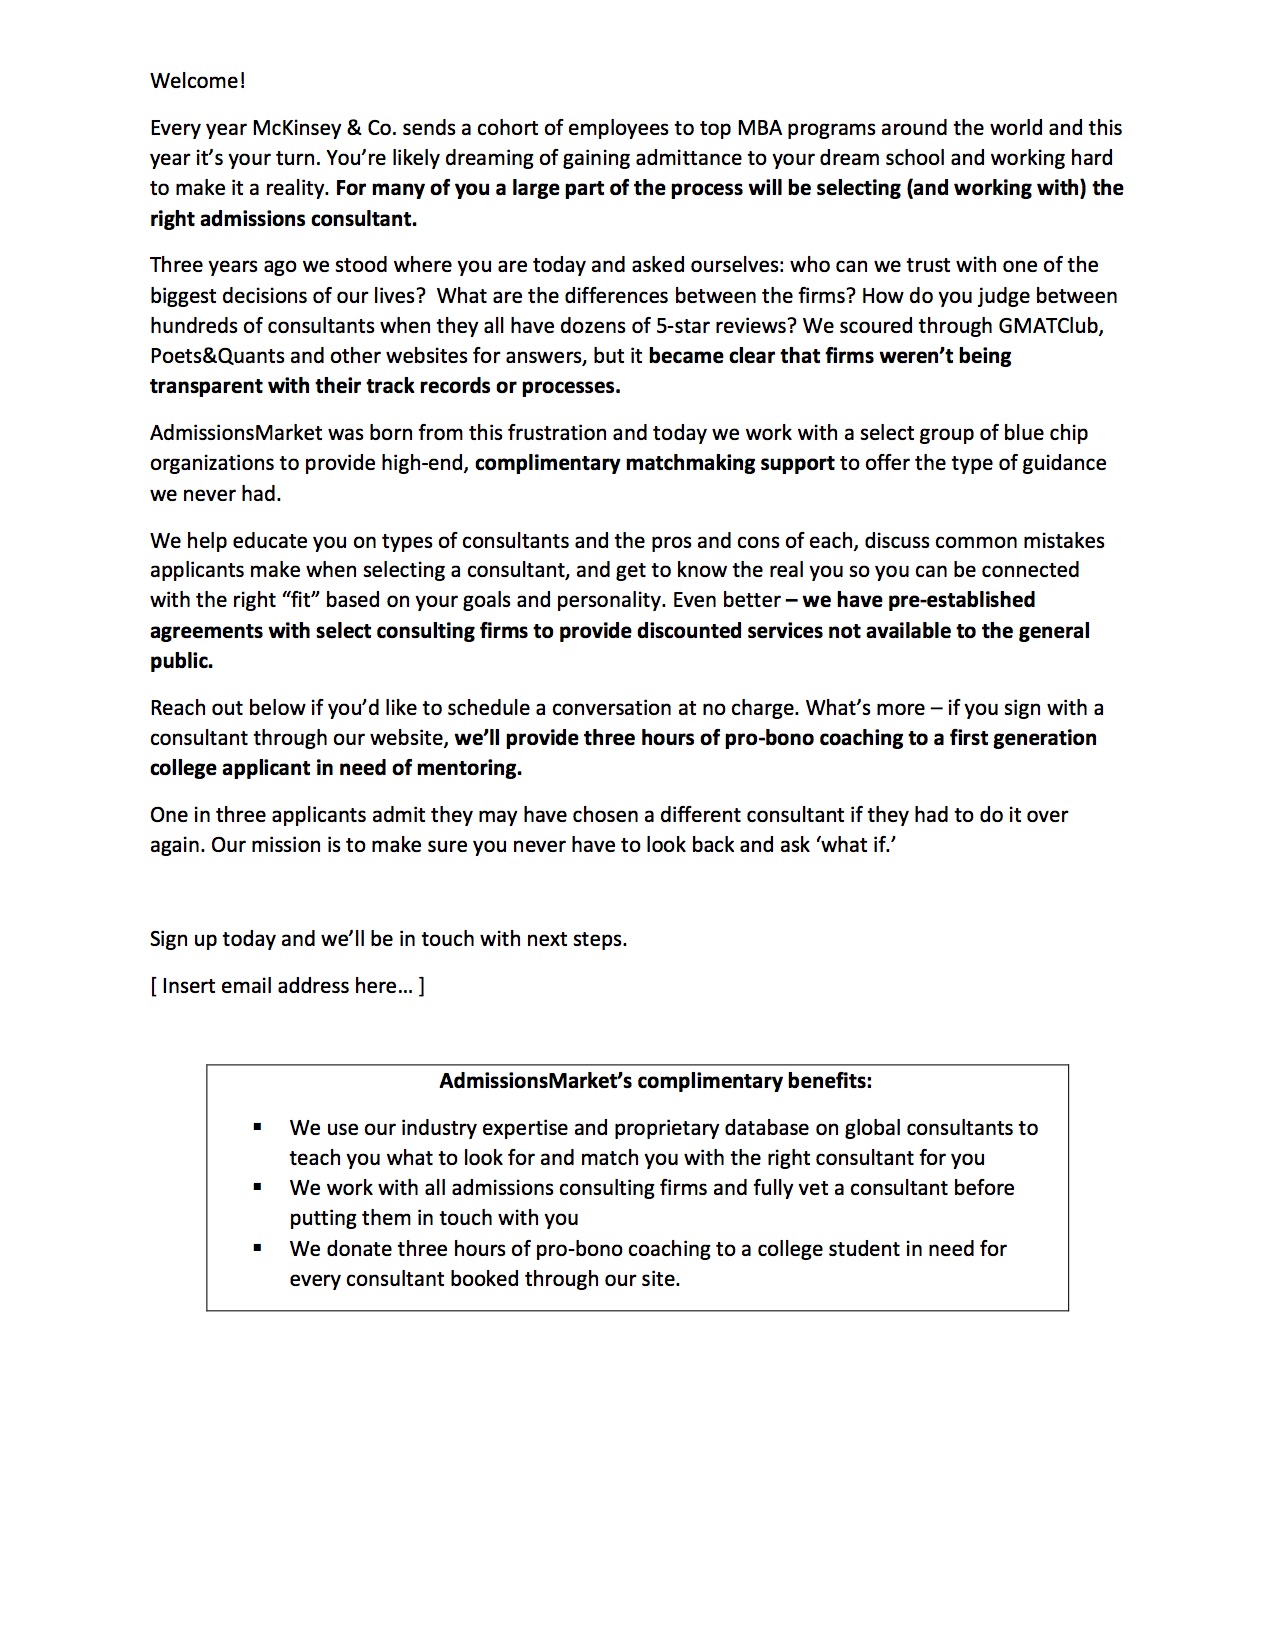 Welcome!
Every year McKinsey & Co. sends a cohort of employees to top MBA programs around the world and this
year it’s your turn. You’re likely dreaming of gaining admittance to your dream school and working hard
to make it a reality. For many of you a large part of the process will be selecting (and working with) the
right admissions consultant.
Three years ago we stood where you are today and asked ourselves: who can we trust with one of the
biggest decisions of our lives?  What are the differences between the firms? How do you judge between
hundreds of consultants when they all have dozens of 5-star reviews? We scoured through GMATClub,
Poets&Quants and other websites for answers, but it became clear that firms weren’t being
transparent with their track records or processes.
AdmissionsMarket was born from this frustration and today we work with a select group of blue chip
organizations to provide high-end, complimentary matchmaking support to offer the type of guidance
we never had.
We help educate you on types of consultants and the pros and cons of each, discuss common mistakes
applicants make when selecting a consultant, and get to know the real you so you can be connected
with the right “fit” based on your goals and personality. Even better – we have pre-established
agreements with select consulting firms to provide discounted services not available to the general
public.
Reach out below if you’d like to schedule a conversation at no charge. What’s more – if you sign with a
consultant through our website, we’ll provide three hours of pro-bono coaching to a first generation
college applicant in need of mentoring.
One in three applicants admit they may have chosen a different consultant if they had to do it over
again. Our mission is to make sure you never have to look back and ask ‘what if.’
Sign up today and we’ll be in touch with next steps.
[ Insert email address here… ]
AdmissionsMarket’s complimentary benefits:
▪ We use our industry expertise and proprietary database on global consultants to
teach you what to look for and match you with the right consultant for you
▪ We work with all admissions consulting firms and fully vet a consultant before
putting them in touch with you
▪ We donate three hours of pro-bono coaching to a college student in need for
every consultant booked through our site.